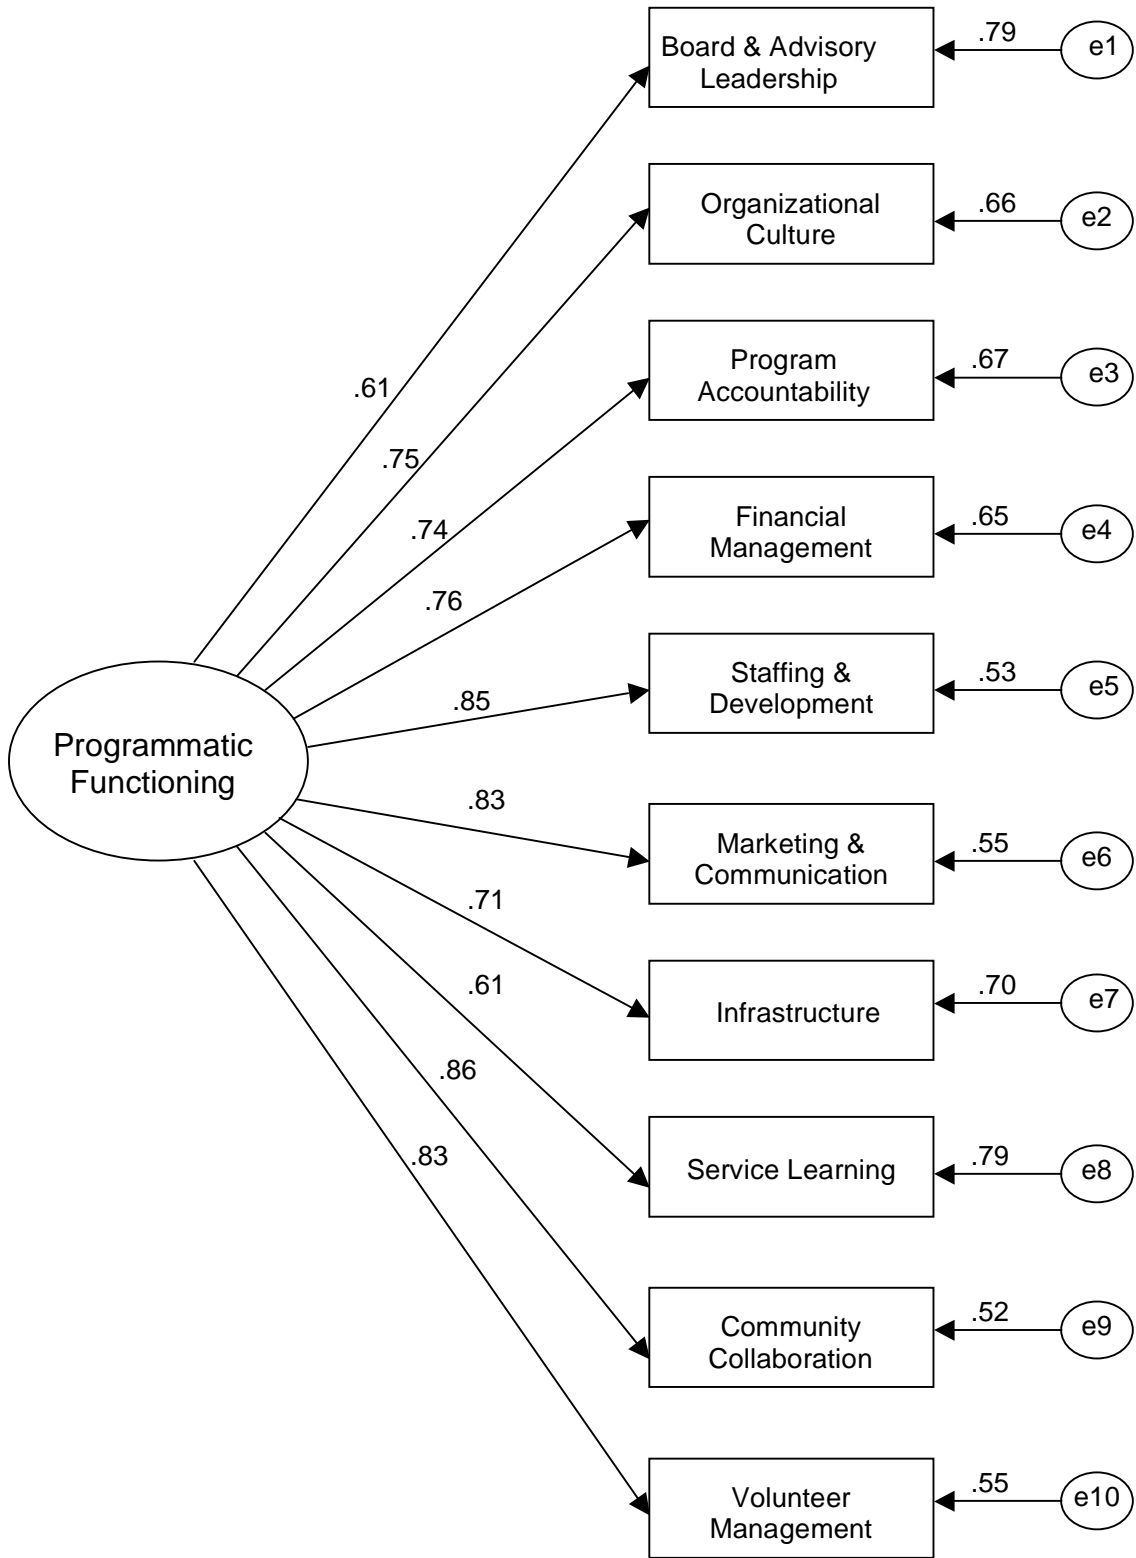 Board & Advisory
Leadership
.79
e1
Organizational
Culture
.66
e2
Program
Accountability
.67
e3
.61
.75
Financial
Management
.65
e4
.74
.76
Staffing &
Development
.53
e5
.85
Programmatic
Functioning
.83
Marketing &
Communication
.55
e6
.71
.61
Infrastructure
.70
e7
.86
.83
Service Learning
.79
e8
Community
Collaboration
.52
e9
Volunteer
Management
.55
e10